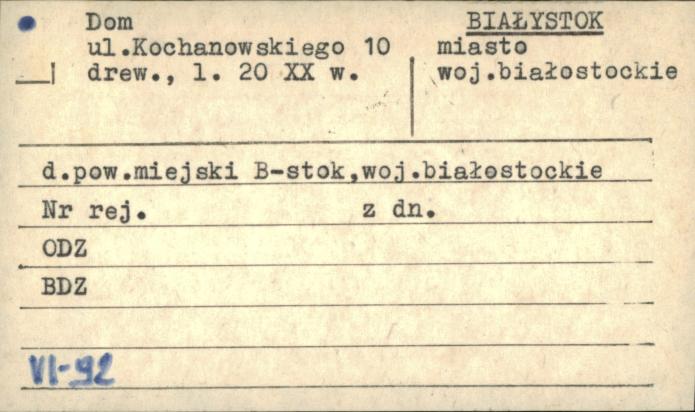 Dom
ul.Kochanowskiego 10
drew., l. 20 XX w.
BIAŁYSTOK
miasto
woj.białostockie
d.pow.miejski B-stok,woj.białostockie
Nr rej. z dn.
ODZ
BDZ
VI-92